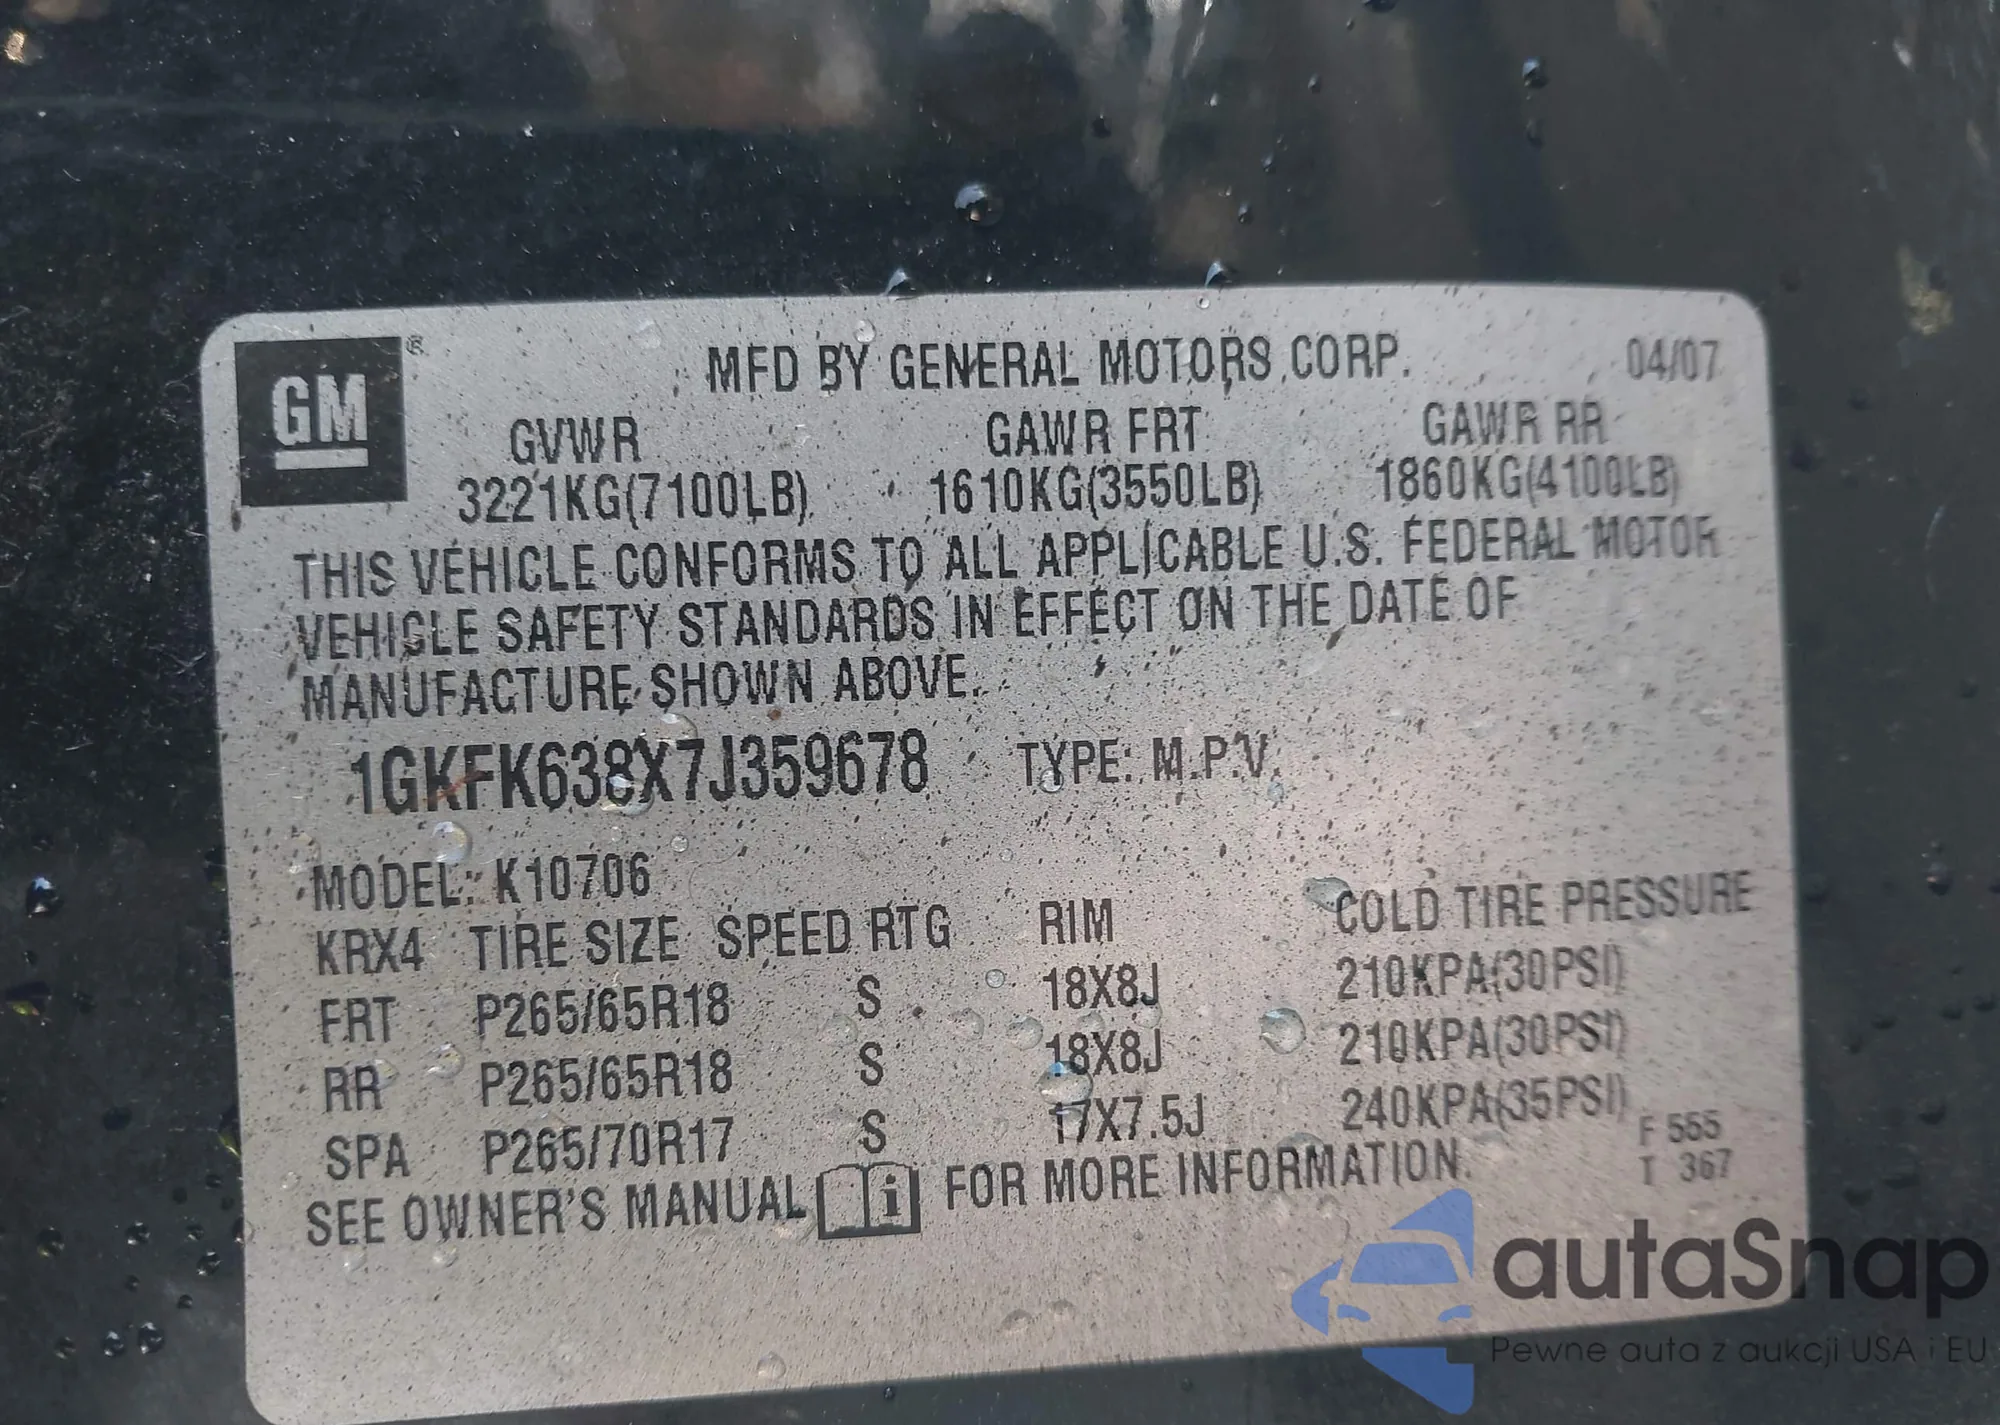 GM ® MFD BY GENERAL MOTORS CORP. 04/07
GVWR GAWR FRT GAWR RR
3221KG(7100LB) 1610KG(3550LB) 1860KG(4100LB)
THIS VEHICLE CONFORMS TO ALL APPLICABLE U.S. FEDERAL MOTOR
VEHICLE SAFETY STANDARDS IN EFFECT ON THE DATE OF
MANUFACTURE SHOWN ABOVE.
1GKFK638X7J359678 TYPE: M.P.V.
MODEL: K10706
KRX4 TIRE SIZE SPEED RTG RIM COLD TIRE PRESSURE
FRT P265/65R18 S 18X8J 210KPA(30PSI)
RR P265/65R18 S 18X8J 210KPA(30PSI)
SPA P265/70R17 S 17X7.5J 240KPA(35PSI)
SEE OWNER'S MANUAL i FOR MORE INFORMATION.
F 555
T 367
autaSnap
Pewne auta z aukcji USA i EU